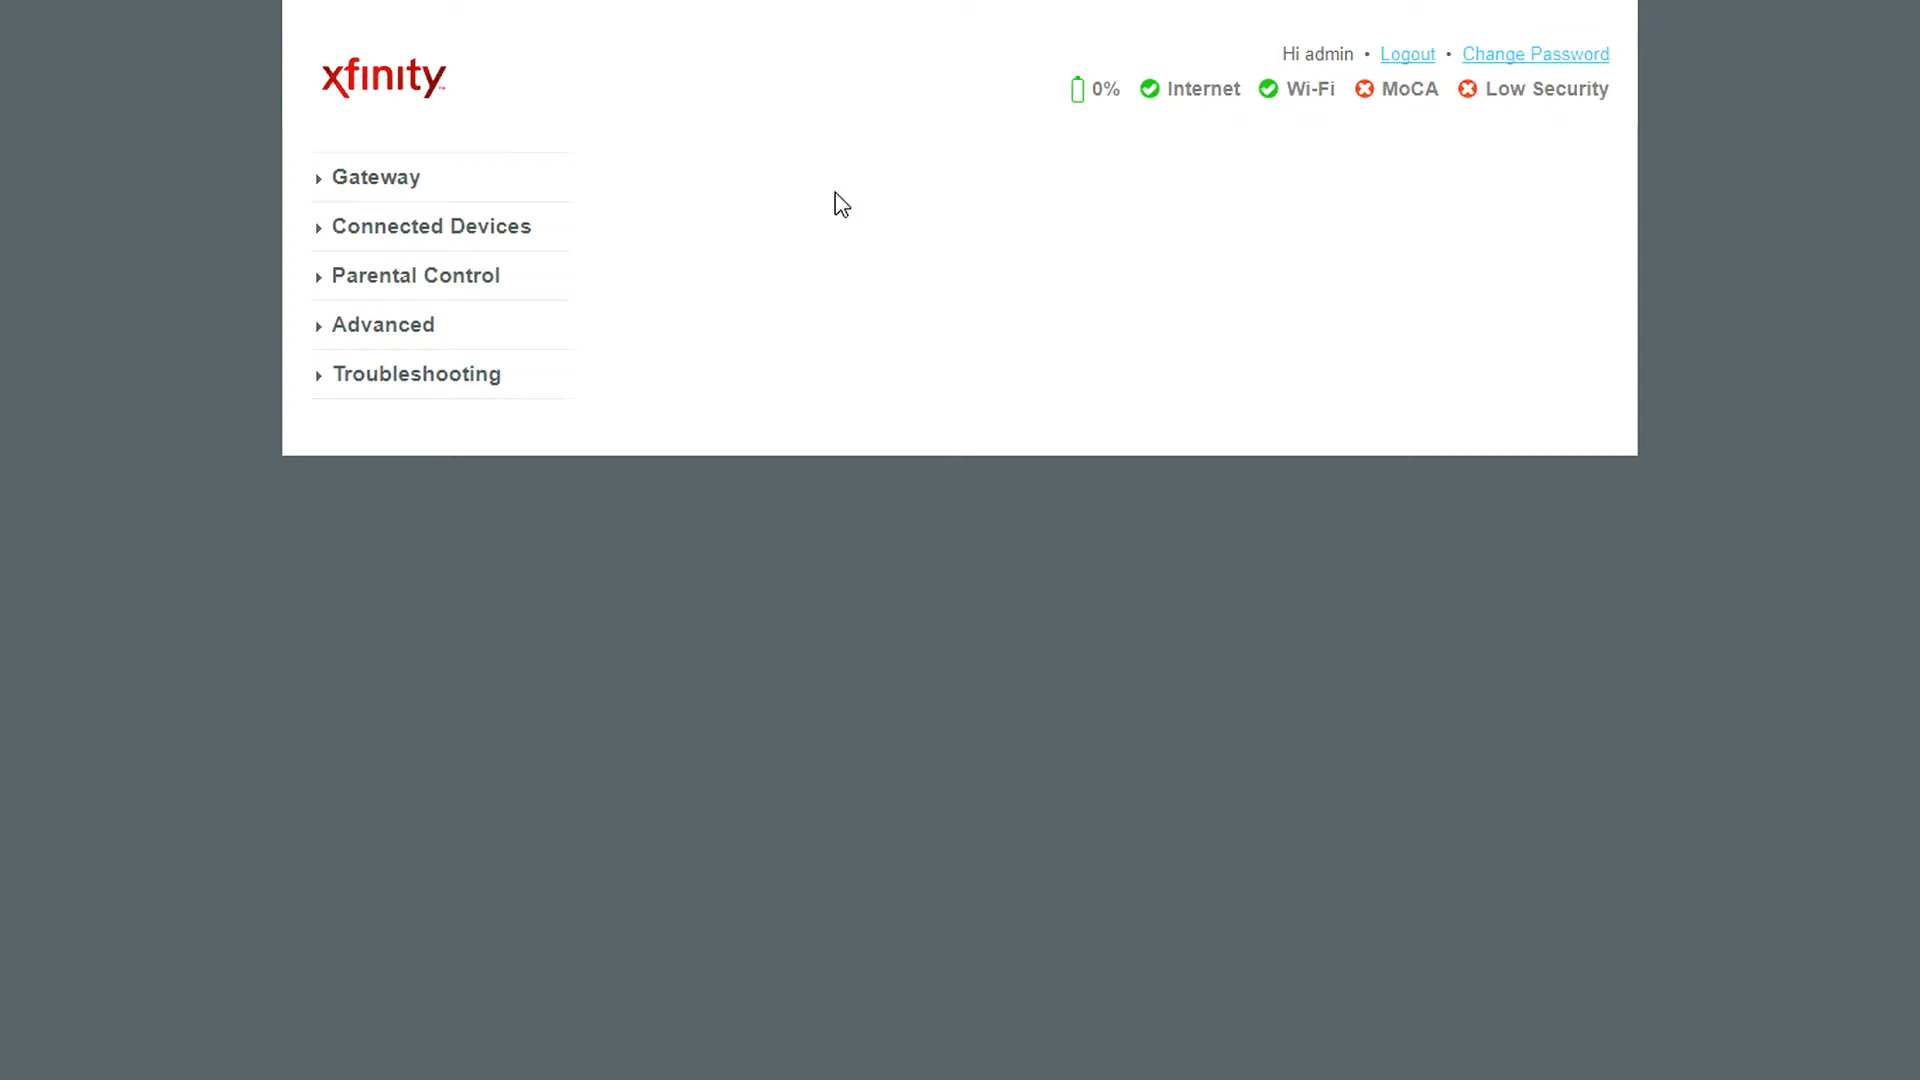 xfinity
Hi admin • Logout • Change Password
0% Internet Wi-Fi MoCA Low Security
Gateway
Connected Devices
Parental Control
Advanced
Troubleshooting